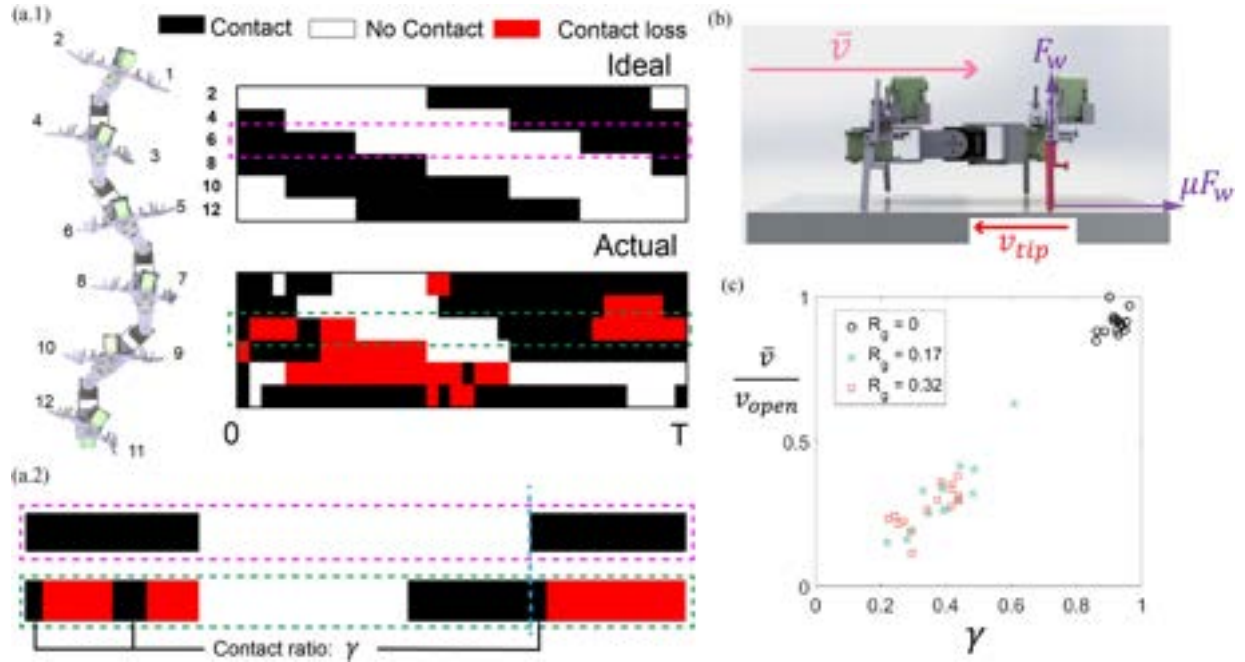 (a.1)
Contact
No Contact
Contact loss
Ideal
2
1
4
3
5
6
8
7
10
9
12
11
2
4
6
8
10
12
Actual
0
T
(a.2)
Contact ratio: γ
(b)
v̄
F_w
μF_w
v_tip
(c)
1
0.5
0
v̄
v_open
R_g = 0
R_g = 0.17
R_g = 0.32
0
0.2
0.4
0.6
0.8
1
γ